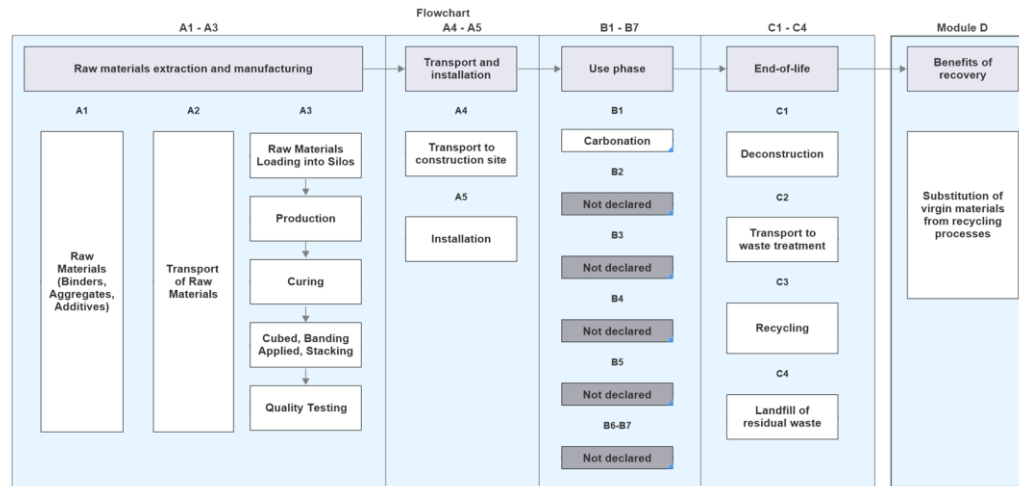 Flowchart
A1 - A3
A4 - A5
B1 - B7
C1 - C4
Module D
Raw materials extraction and manufacturing
Transport and
installation
Use phase
End-of-life
Benefits of
recovery
A1
Raw
Materials
(Binders,
Aggregates,
Additives)
A2
Transport
of Raw
Materials
A3
Raw Materials
Loading into Silos
Production
Curing
Cubed, Banding
Applied, Stacking
Quality Testing
A4
Transport to
construction site
A5
Installation
B1
Carbonation
B2
Not declared
B3
Not declared
B4
Not declared
B5
Not declared
B6-B7
Not declared
C1
Deconstruction
C2
Transport to
waste treatment
C3
Recycling
C4
Landfill of
residual waste
Substitution of
virgin materials
from recycling
processes